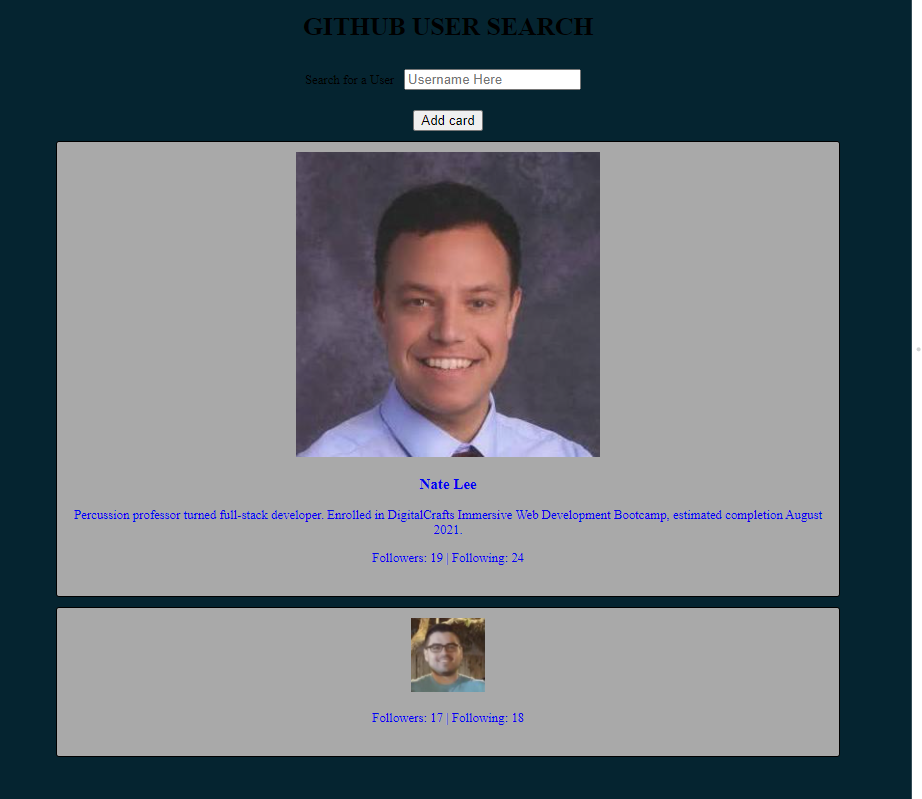 GITHUB USER SEARCH
Search for a User Username Here
Add card
Nate Lee
Percussion professor turned full-stack developer. Enrolled in DigitalCrafts Immersive Web Development Bootcamp, estimated completion August
2021.
Followers: 19 | Following: 24
Followers: 17 | Following: 18